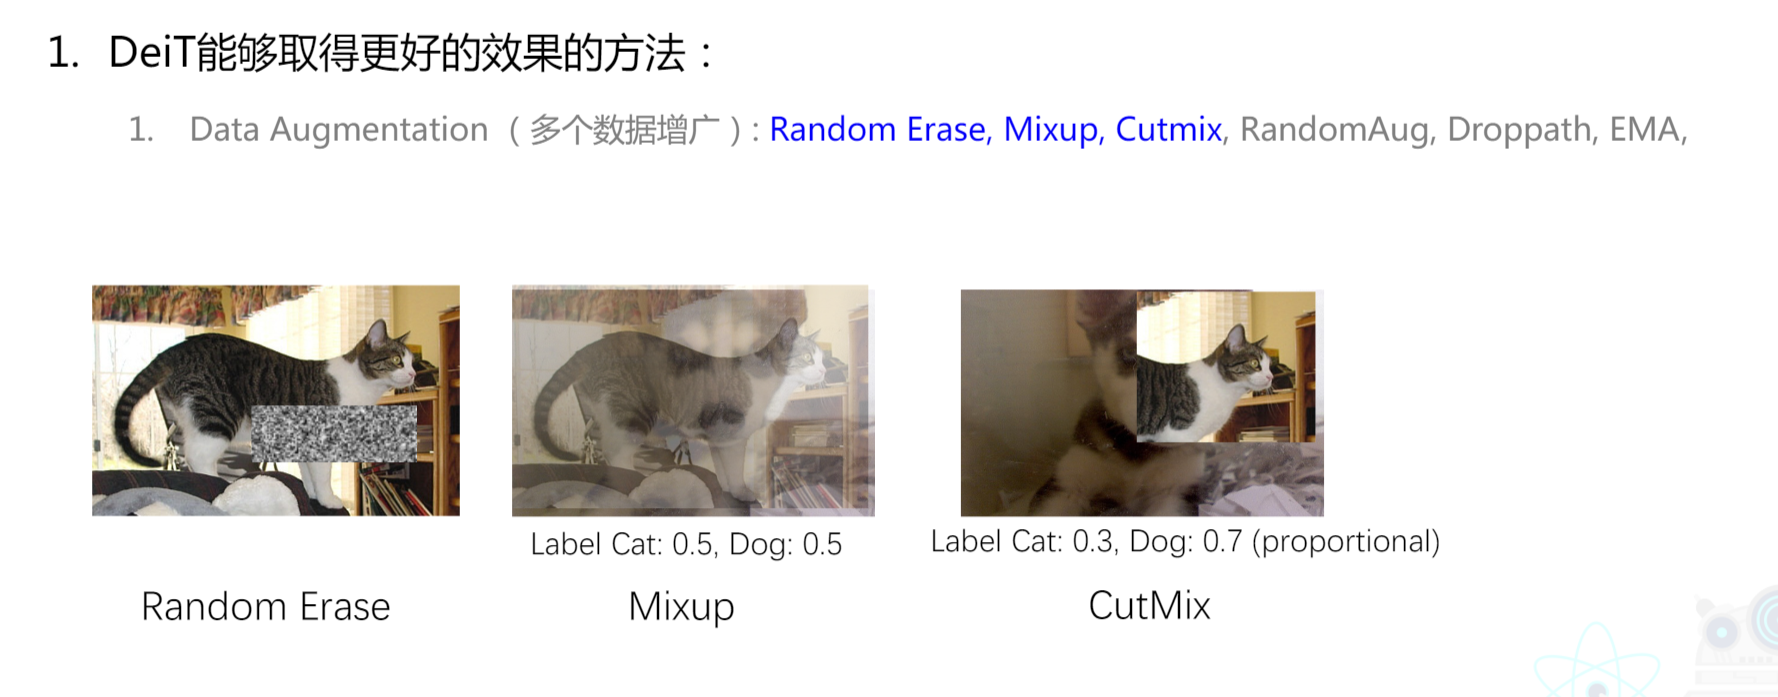 1. DeiT能够取得更好的效果的方法：
1. Data Augmentation （多个数据增广）: Random Erase, Mixup, Cutmix, RandomAug, Droppath, EMA,
Label Cat: 0.5, Dog: 0.5
Label Cat: 0.3, Dog: 0.7 (proportional)
Random Erase
Mixup
CutMix